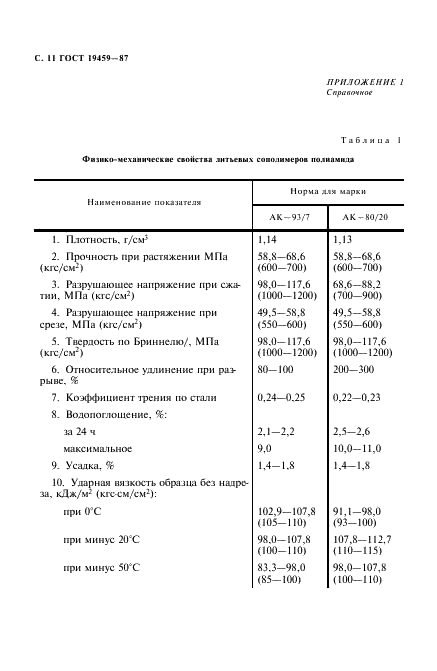 С. 11 ГОСТ 19459—87
ПРИЛОЖЕНИЕ 1
Справочное
Таблица 1
Физико-механические свойства литьевых сополимеров полиамида
Наименование показателя
Норма для марки
АК—93/7 АК—80/20
1. Плотность, г/см³ 1,14 1,13
2. Прочность при растяжении МПа 58,8—68,6 58,8—68,6
(кгс/см²) (600—700) (600—700)
3. Разрушающее напряжение при сжа- 98,0—117,6 68,6—88,2
тии, МПа (кгс/см²) (1000—1200) (700—900)
4. Разрушающее напряжение при 49,5—58,8 49,5—58,8
срезе, МПа (кгс/см²) (550—600) (550—600)
5. Твердость по Бринеллю/, МПа 98,0—117,6 98,0—117,6
(кгс/см²) (1000—1200) (1000—1200)
6. Относительное удлинение при раз- 80—100 200—300
рыве, %
7. Коэффициент трения по стали 0,24—0,25 0,22—0,23
8. Водопоглощение, %:
за 24 ч 2,1—2,2 2,5—2,6
максимальное 9,0 10,0—11,0
9. Усадка, % 1,4—1,8 1,4—1,8
10. Ударная вязкость образца без надре-
за, кДж/м² (кгс·см/см²):
при 0°С 102,9—107,8 91,1—98,0
(105—110) (93—100)
при минус 20°С 98,0—107,8 107,8—112,7
(100—110) (110—115)
при минус 50°С 83,3—98,0 98,0—107,8
(85—100) (100—110)